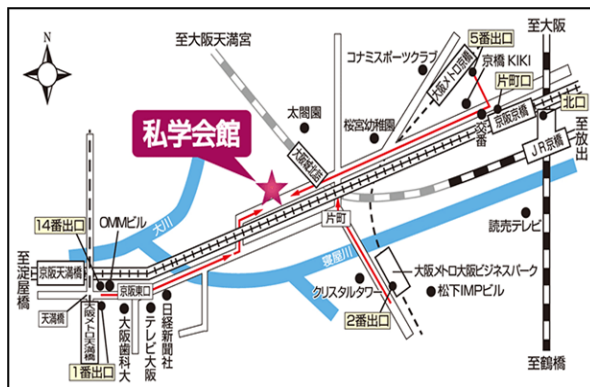 N
至大阪天満宮
至大阪
5番出口
コナミスポーツクラブ
大阪メトロ京橋
京橋 KIKI
片町口
太閤園
桜宮幼稚園
京阪京橋
北口
私学会館
大阪城北詰
交番
JR京橋
至放出
14番出口
OMMビル
大川
片町
寝屋川
読売テレビ
至淀屋橋
京阪天満橋
天満橋
京阪東口
大阪メトロ天満橋
1番出口
大阪歯科大
テレビ大阪
日経新聞社
クリスタルタワー
2番出口
大阪メトロ大阪ビジネスパーク
松下IMPビル
至鶴橋